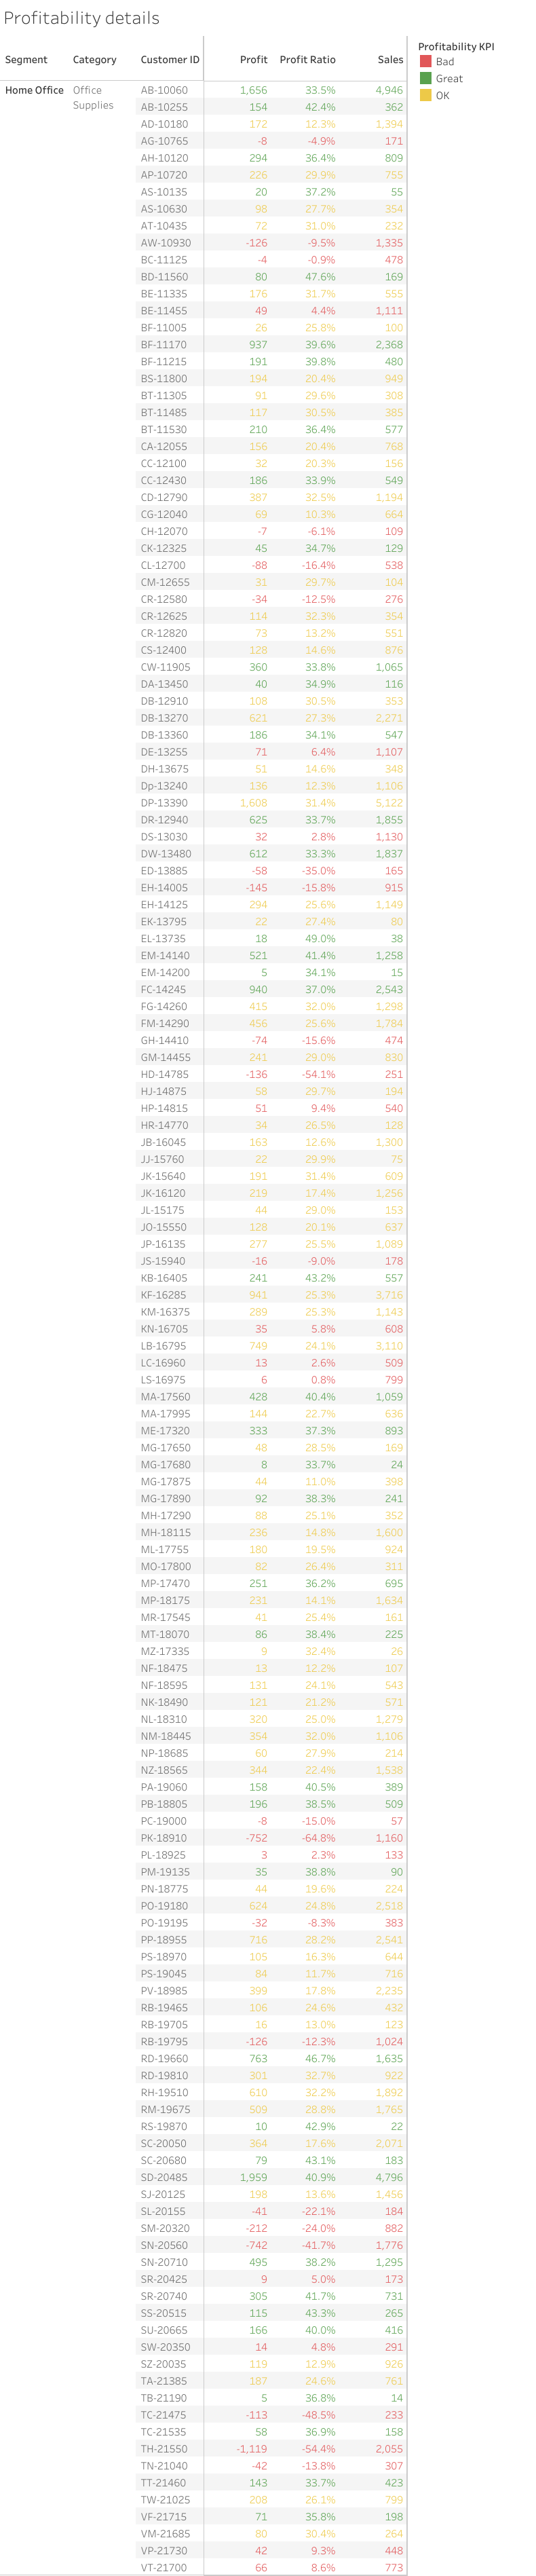 Profitability details
Profitability KPI
Segment Category Customer ID Profit Profit Ratio Sales
Bad
Great
OK
Home Office Office AB-10060 1,656 33.5% 4,946
Supplies AB-10255 154 42.4% 362
AD-10180 172 12.3% 1,394
AG-10765 -8 -4.9% 171
AH-10120 294 36.4% 809
AP-10720 226 29.9% 755
AS-10135 20 37.2% 55
AS-10630 98 27.7% 354
AT-10435 72 31.0% 232
AW-10930 -126 -9.5% 1,335
BC-11125 -4 -0.9% 478
BD-11560 80 47.6% 169
BE-11335 176 31.7% 555
BE-11455 49 4.4% 1,111
BF-11005 26 25.8% 100
BF-11170 937 39.6% 2,368
BF-11215 191 39.8% 480
BS-11800 194 20.4% 949
BT-11305 91 29.6% 308
BT-11485 117 30.5% 385
BT-11530 210 36.4% 577
CA-12055 156 20.4% 768
CC-12100 32 20.3% 156
CC-12430 186 33.9% 549
CD-12790 387 32.5% 1,194
CG-12040 69 10.3% 664
CH-12070 -7 -6.1% 109
CK-12325 45 34.7% 129
CL-12700 -88 -16.4% 538
CM-12655 31 29.7% 104
CR-12580 -34 -12.5% 276
CR-12625 114 32.3% 354
CR-12820 73 13.2% 551
CS-12400 128 14.6% 876
CW-11905 360 33.8% 1,065
DA-13450 40 34.9% 116
DB-12910 108 30.5% 353
DB-13270 621 27.3% 2,271
DB-13360 186 34.1% 547
DE-13255 71 6.4% 1,107
DH-13675 51 14.6% 348
Dp-13240 136 12.3% 1,106
DP-13390 1,608 31.4% 5,122
DR-12940 625 33.7% 1,855
DS-13030 32 2.8% 1,130
DW-13480 612 33.3% 1,837
ED-13885 -58 -35.0% 165
EH-14005 -145 -15.8% 915
EH-14125 294 25.6% 1,149
EK-13795 22 27.4% 80
EL-13735 18 49.0% 38
EM-14140 521 41.4% 1,258
EM-14200 5 34.1% 15
FC-14245 940 37.0% 2,543
FG-14260 415 32.0% 1,298
FM-14290 456 25.6% 1,784
GH-14410 -74 -15.6% 474
GM-14455 241 29.0% 830
HD-14785 -136 -54.1% 251
HJ-14875 58 29.7% 194
HP-14815 51 9.4% 540
HR-14770 34 26.5% 128
JB-16045 163 12.6% 1,300
JJ-15760 22 29.9% 75
JK-15640 191 31.4% 609
JK-16120 219 17.4% 1,256
JL-15175 44 29.0% 153
JO-15550 128 20.1% 637
JP-16135 277 25.5% 1,089
JS-15940 -16 -9.0% 178
KB-16405 241 43.2% 557
KF-16285 941 25.3% 3,716
KM-16375 289 25.3% 1,143
KN-16705 35 5.8% 608
LB-16795 749 24.1% 3,110
LC-16960 13 2.6% 509
LS-16975 6 0.8% 799
MA-17560 428 40.4% 1,059
MA-17995 144 22.7% 636
ME-17320 333 37.3% 893
MG-17650 48 28.5% 169
MG-17680 8 33.7% 24
MG-17875 44 11.0% 398
MG-17890 92 38.3% 241
MH-17290 88 25.1% 352
MH-18115 236 14.8% 1,600
ML-17755 180 19.5% 924
MO-17800 82 26.4% 311
MP-17470 251 36.2% 695
MP-18175 231 14.1% 1,634
MR-17545 41 25.4% 161
MT-18070 86 38.4% 225
MZ-17335 9 32.4% 26
NF-18475 13 12.2% 107
NF-18595 131 24.1% 543
NK-18490 121 21.2% 571
NL-18310 320 25.0% 1,279
NM-18445 354 32.0% 1,106
NP-18685 60 27.9% 214
NZ-18565 344 22.4% 1,538
PA-19060 158 40.5% 389
PB-18805 196 38.5% 509
PC-19000 -8 -15.0% 57
PK-18910 -752 -64.8% 1,160
PL-18925 3 2.3% 133
PM-19135 35 38.8% 90
PN-18775 44 19.6% 224
PO-19180 624 24.8% 2,518
PO-19195 -32 -8.3% 383
PP-18955 716 28.2% 2,541
PS-18970 105 16.3% 644
PS-19045 84 11.7% 716
PV-18985 399 17.8% 2,235
RB-19465 106 24.6% 432
RB-19705 16 13.0% 123
RB-19795 -126 -12.3% 1,024
RD-19660 763 46.7% 1,635
RD-19810 301 32.7% 922
RH-19510 610 32.2% 1,892
RM-19675 509 28.8% 1,765
RS-19870 10 42.9% 22
SC-20050 364 17.6% 2,071
SC-20680 79 43.1% 183
SD-20485 1,959 40.9% 4,796
SJ-20125 198 13.6% 1,456
SL-20155 -41 -22.1% 184
SM-20320 -212 -24.0% 882
SN-20560 -742 -41.7% 1,776
SN-20710 495 38.2% 1,295
SR-20425 9 5.0% 173
SR-20740 305 41.7% 731
SS-20515 115 43.3% 265
SU-20665 166 40.0% 416
SW-20350 14 4.8% 291
SZ-20035 119 12.9% 926
TA-21385 187 24.6% 761
TB-21190 5 36.8% 14
TC-21475 -113 -48.5% 233
TC-21535 58 36.9% 158
TH-21550 -1,119 -54.4% 2,055
TN-21040 -42 -13.8% 307
TT-21460 143 33.7% 423
TW-21025 208 26.1% 799
VF-21715 71 35.8% 198
VM-21685 80 30.4% 264
VP-21730 42 9.3% 448
VT-21700 66 8.6% 773